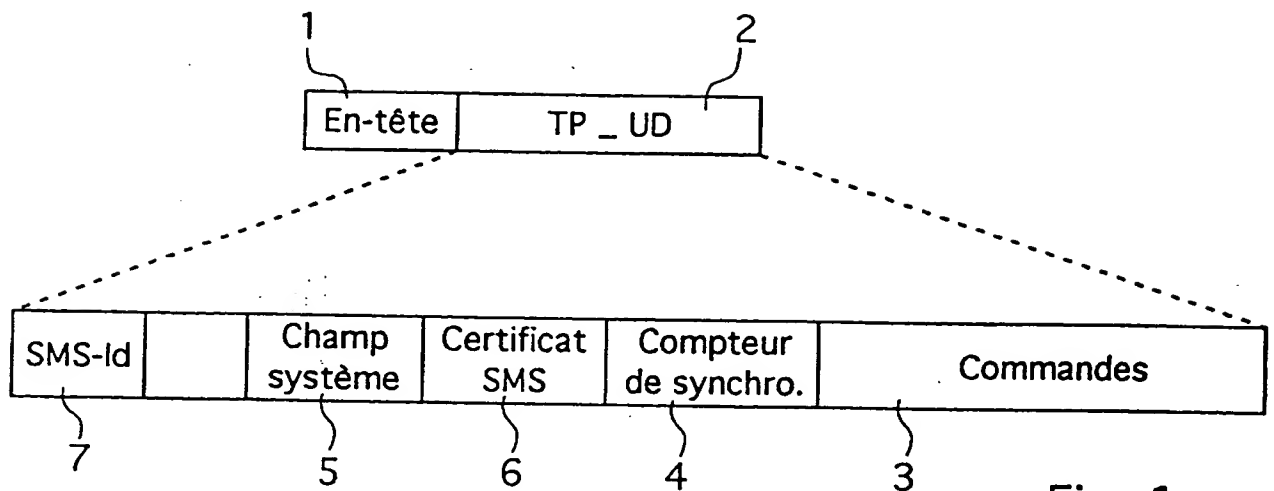 1
2
En-tête
TP _ UD
SMS-Id
Champ
système
Certificat
SMS
Compteur
de synchro.
Commandes
7
5
6
4
3